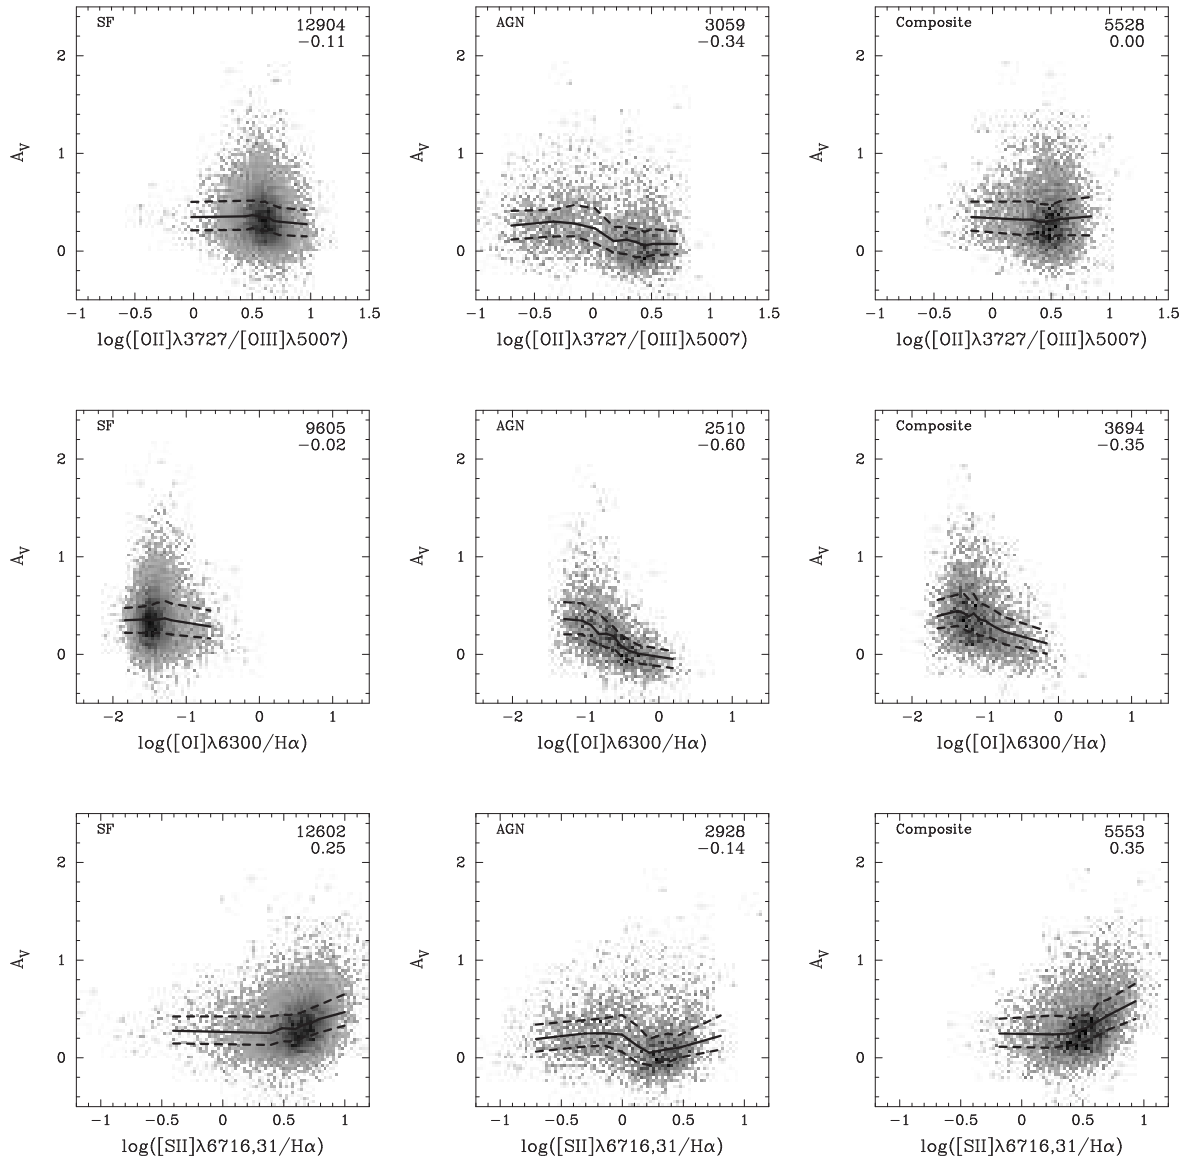 SF 12904
−0.11
2
1
0
A_V
−1 −0.5 0 0.5 1 1.5
log([OII]λ3727/[OIII]λ5007)
AGN 3059
−0.34
2
1
0
A_V
−1 −0.5 0 0.5 1 1.5
log([OII]λ3727/[OIII]λ5007)
Composite 5528
0.00
2
1
0
A_V
−1 −0.5 0 0.5 1 1.5
log([OII]λ3727/[OIII]λ5007)
SF 9605
−0.02
2
1
0
A_V
−2 −1 0 1
log([OI]λ6300/Hα)
AGN 2510
−0.60
2
1
0
A_V
−2 −1 0 1
log([OI]λ6300/Hα)
Composite 3694
−0.35
2
1
0
A_V
−2 −1 0 1
log([OI]λ6300/Hα)
SF 12602
0.25
2
1
0
A_V
−1 −0.5 0 0.5 1
log([SII]λ6716,31/Hα)
AGN 2928
−0.14
2
1
0
A_V
−1 −0.5 0 0.5 1
log([SII]λ6716,31/Hα)
Composite 5553
0.35
2
1
0
A_V
−1 −0.5 0 0.5 1
log([SII]λ6716,31/Hα)